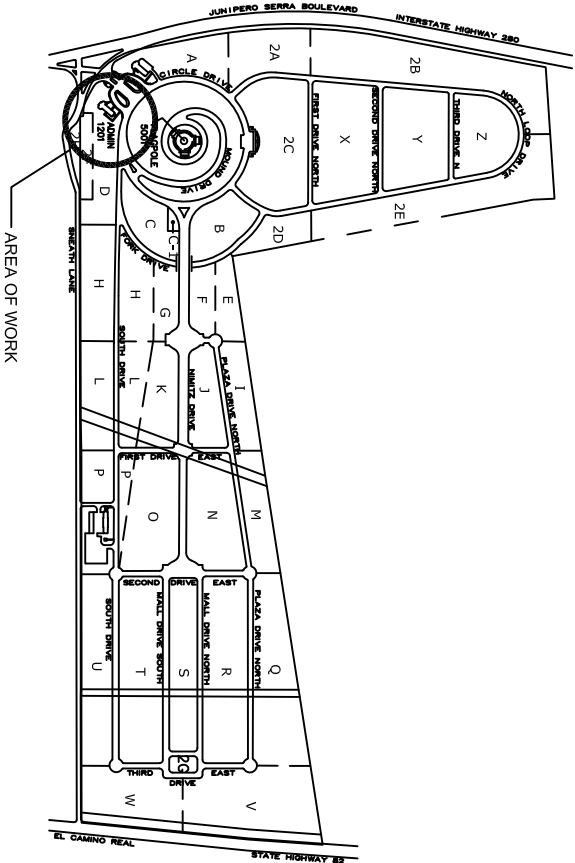 JUNIPERO SERRA BOULEVARD
INTERSTATE HIGHWAY 280
2A
2B
A
CIRCLE DRIVE
NORTH LOOP DRIVE
THIRD DRIVE N
Z
Y
SECOND DRIVE NORTH
X
FIRST DRIVE NORTH
2C
ADMIN
1201
FLAGPOLE
5001
MOUND DRIVE
2E
D
C
C-1
B
2D
FORK DRIVE
AREA OF WORK
SNEATH LANE
H
H
G
F
E
SOUTH DRIVE
NIMITZ DRIVE
PLAZA DRIVE NORTH
I
L
L
K
J
FIRST DRIVE EAST
P
P
O
N
M
SECOND DRIVE EAST
SOUTH DRIVE
MALL DRIVE SOUTH
MALL DRIVE NORTH
PLAZA DRIVE NORTH
U
T
S
R
Q
2G
THIRD DRIVE EAST
W
V
EL CAMINO REAL
STATE HIGHWAY 82